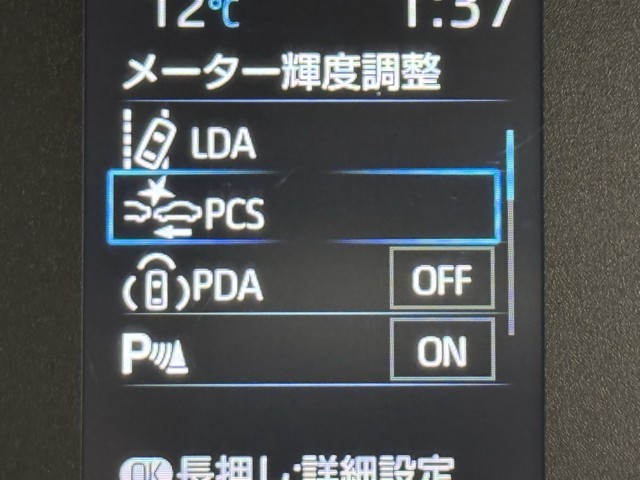 12℃ 1:37
メーター輝度調整
LDA
PCS
PDA OFF
P ON
OK 長押し:詳細設定